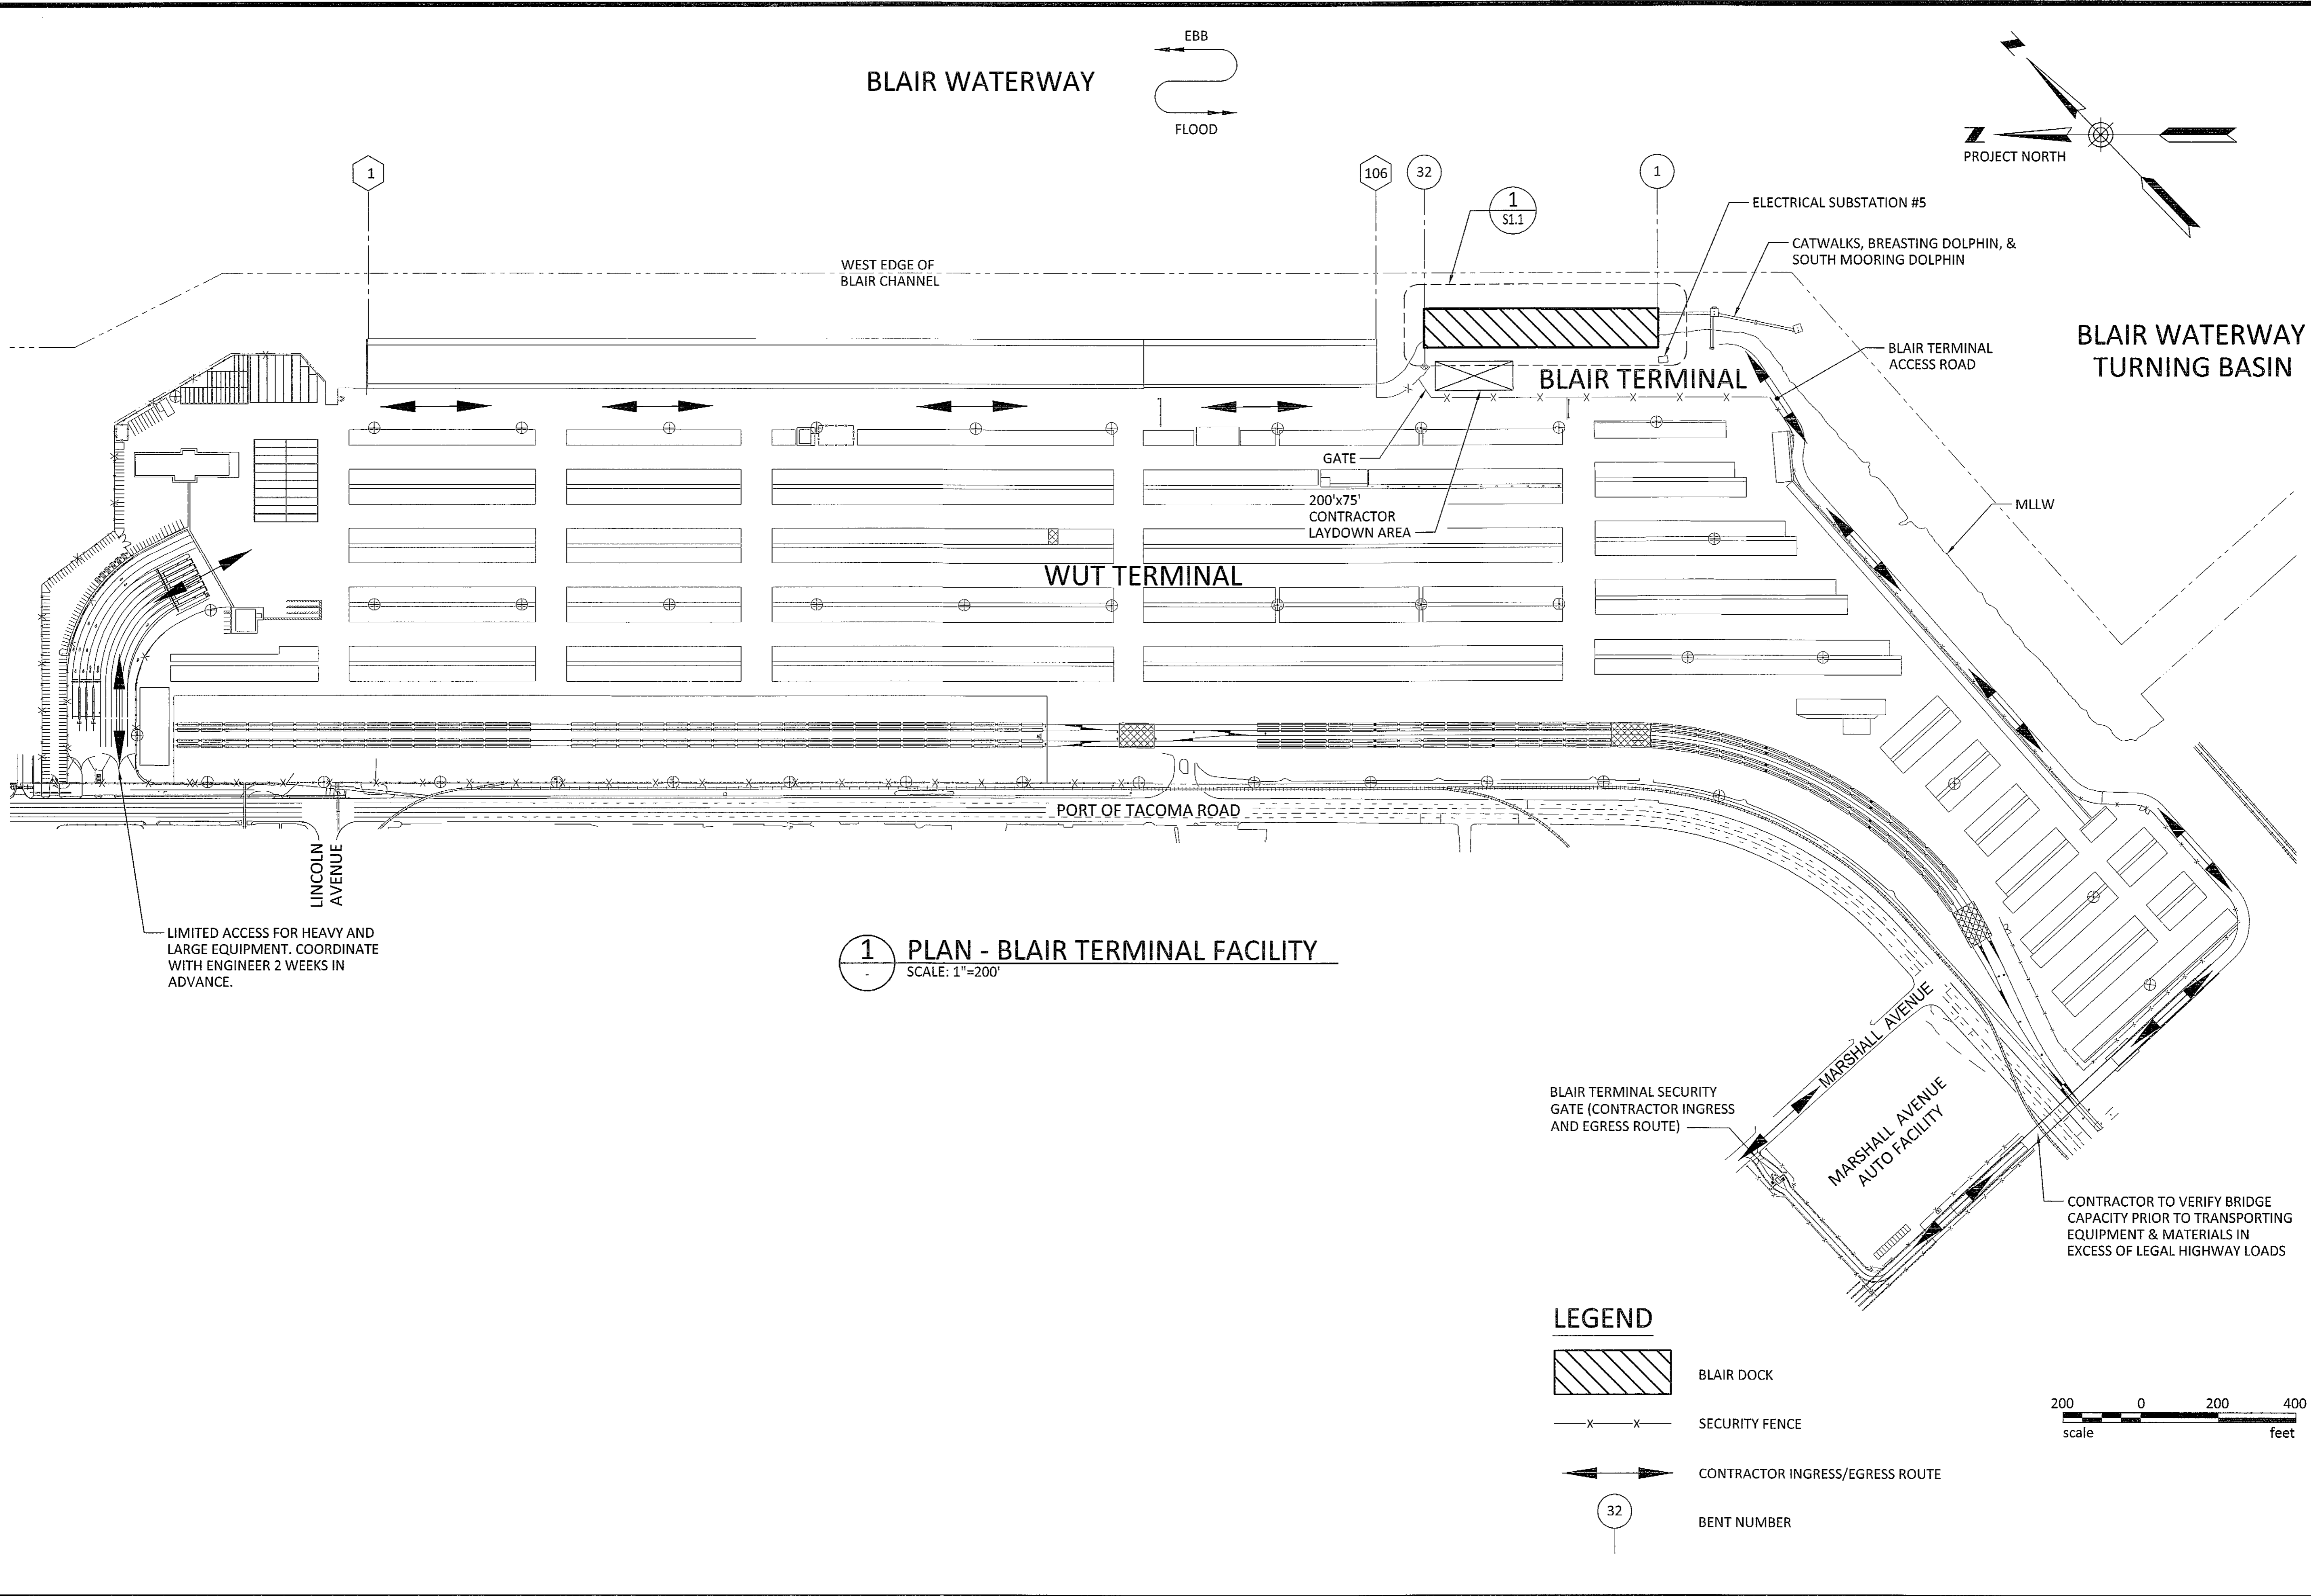 EBB
BLAIR WATERWAY
FLOOD
N
N
PROJECT NORTH
1
106
32
1
1
S1.1
ELECTRICAL SUBSTATION #5
CATWALKS, BREASTING DOLPHIN, &
SOUTH MOORING DOLPHIN
WEST EDGE OF
BLAIR CHANNEL
BLAIR WATERWAY
TURNING BASIN
BLAIR TERMINAL
ACCESS ROAD
BLAIR TERMINAL
GATE
200'x75'
CONTRACTOR
LAYDOWN AREA
MLLW
WUT TERMINAL
PORT OF TACOMA ROAD
LINCOLN
AVENUE
LIMITED ACCESS FOR HEAVY AND
LARGE EQUIPMENT. COORDINATE
WITH ENGINEER 2 WEEKS IN
ADVANCE.
1
-
PLAN - BLAIR TERMINAL FACILITY
SCALE: 1"=200'
MARSHALL AVENUE
BLAIR TERMINAL SECURITY
GATE (CONTRACTOR INGRESS
AND EGRESS ROUTE)
MARSHALL AVENUE
AUTO FACILITY
CONTRACTOR TO VERIFY BRIDGE
CAPACITY PRIOR TO TRANSPORTING
EQUIPMENT & MATERIALS IN
EXCESS OF LEGAL HIGHWAY LOADS
LEGEND
BLAIR DOCK
SECURITY FENCE
CONTRACTOR INGRESS/EGRESS ROUTE
32
BENT NUMBER
200 0 200 400
scale feet